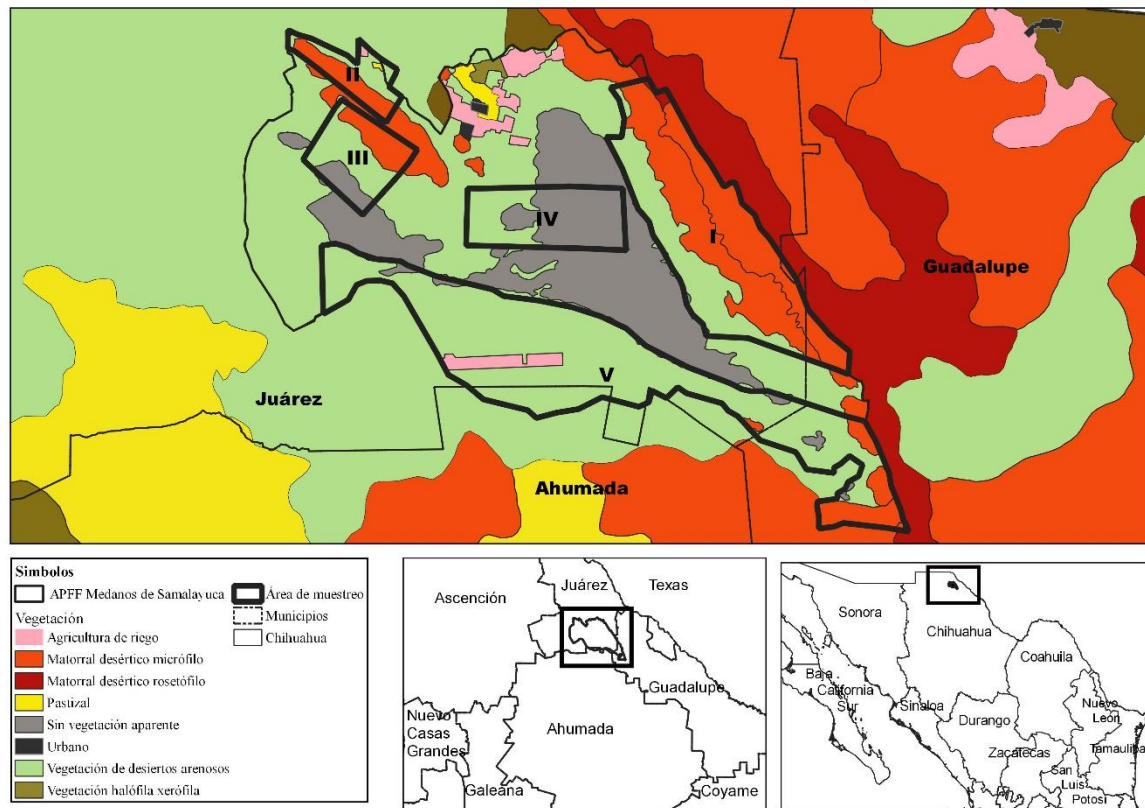 II
III
IV
I
Guadalupe
V
Juárez
Ahumada
Simbolos
APFF Medanos de Samalayuca
Área de muestreo
Vegetación
Municipios
Agricultura de riego
Chihuahua
Matorral desértico micrófilo
Matorral desértico rosetófilo
Pastizal
Sin vegetación aparente
Urbano
Vegetación de desiertos arenosos
Vegetación halófila xerófila
Juárez
Texas
Ascención
Guadalupe
Nuevo
Casas
Grandes
Ahumada
Galeana
Coyame
Sonora
Chihuahua
Coahuila
Baja
California
Sur
Sinaloa
Durango
Nuevo
León
Zacatecas
Tamaulipa
San
Luis
Potosí